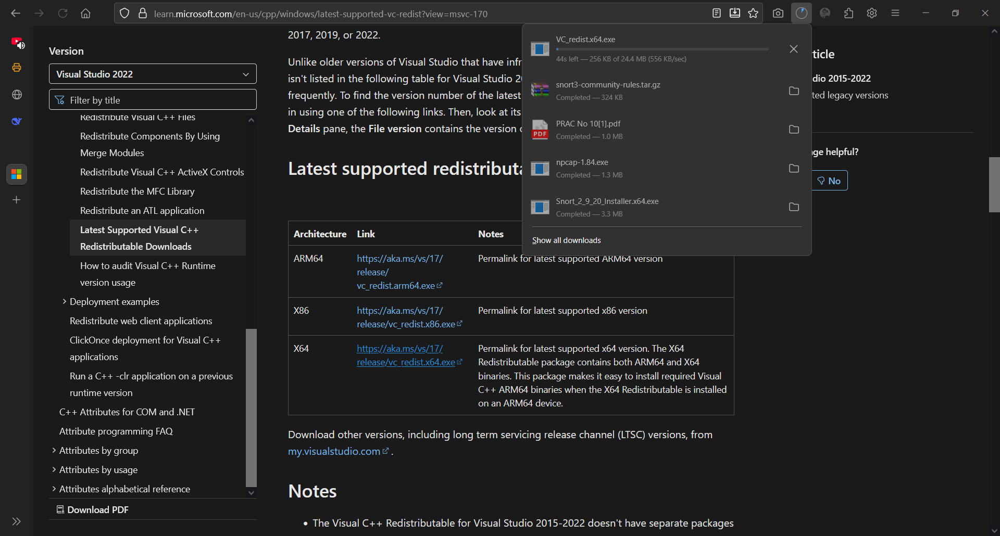 learn.microsoft.com/en-us/cpp/windows/latest-supported-vc-redist?view=msvc-170
Version
Visual Studio 2022
Filter by title
Redistribute Visual C++ Files
Redistribute Components By Using
Merge Modules
Redistribute Visual C++ ActiveX Controls
Redistribute the MFC Library
Redistribute an ATL application
Latest Supported Visual C++
Redistributable Downloads
How to audit Visual C++ Runtime
version usage
Deployment examples
Redistribute web client applications
ClickOnce deployment for Visual C++
applications
Run a C++ -clr application on a previous
runtime version
C++ Attributes for COM and .NET
Attribute programming FAQ
Attributes by group
Attributes by usage
Attributes alphabetical reference
Download PDF
2017, 2019, or 2022.
Unlike older versions of Visual Studio that have infr
isn't listed in the following table for Visual Studio 20
frequently. To find the version number of the latest
in using one of the following links. Then, look at its
Details pane, the File version contains the version
Latest supported redistributa
Architecture Link Notes
ARM64 https://aka.ms/vs/17/ Permalink for latest supported ARM64 version
release/
vc_redist.arm64.exe
X86 https://aka.ms/vs/17/ Permalink for latest supported x86 version
release/vc_redist.x86.exe
X64 https://aka.ms/vs/17/ Permalink for latest supported x64 version. The X64
release/vc_redist.x64.exe Redistributable package contains both ARM64 and X64
binaries. This package makes it easy to install required Visual
C++ ARM64 binaries when the X64 Redistributable is installed
on an ARM64 device.
Download other versions, including long term servicing release channel (LTSC) versions, from
my.visualstudio.com .
Notes
• The Visual C++ Redistributable for Visual Studio 2015-2022 doesn't have separate packages
VC_redist.x64.exe
44s left — 256 KB of 24.4 MB (556 KB/sec)
snort3-community-rules.tar.gz
Completed — 324 KB
PDF
PRAC No 10[1].pdf
Completed — 1.0 MB
npcap-1.84.exe
Completed — 1.3 MB
Snort_2_9_20_Installer.x64.exe
Completed — 3.3 MB
Show all downloads
ticle
dio 2015-2022
ted legacy versions
ge helpful?
No